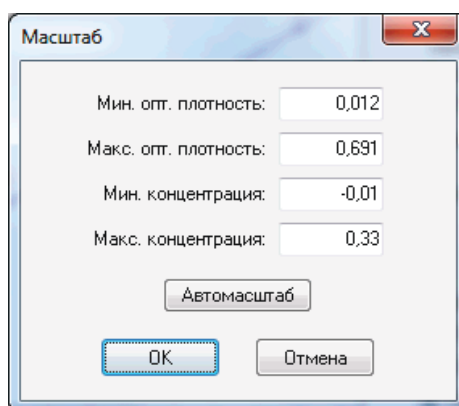 Масштаб
Мин. опт. плотность: 0,012
Макс. опт. плотность: 0,691
Мин. концентрация: -0,01
Макс. концентрация: 0,33
Автомасштаб
ОК Отмена